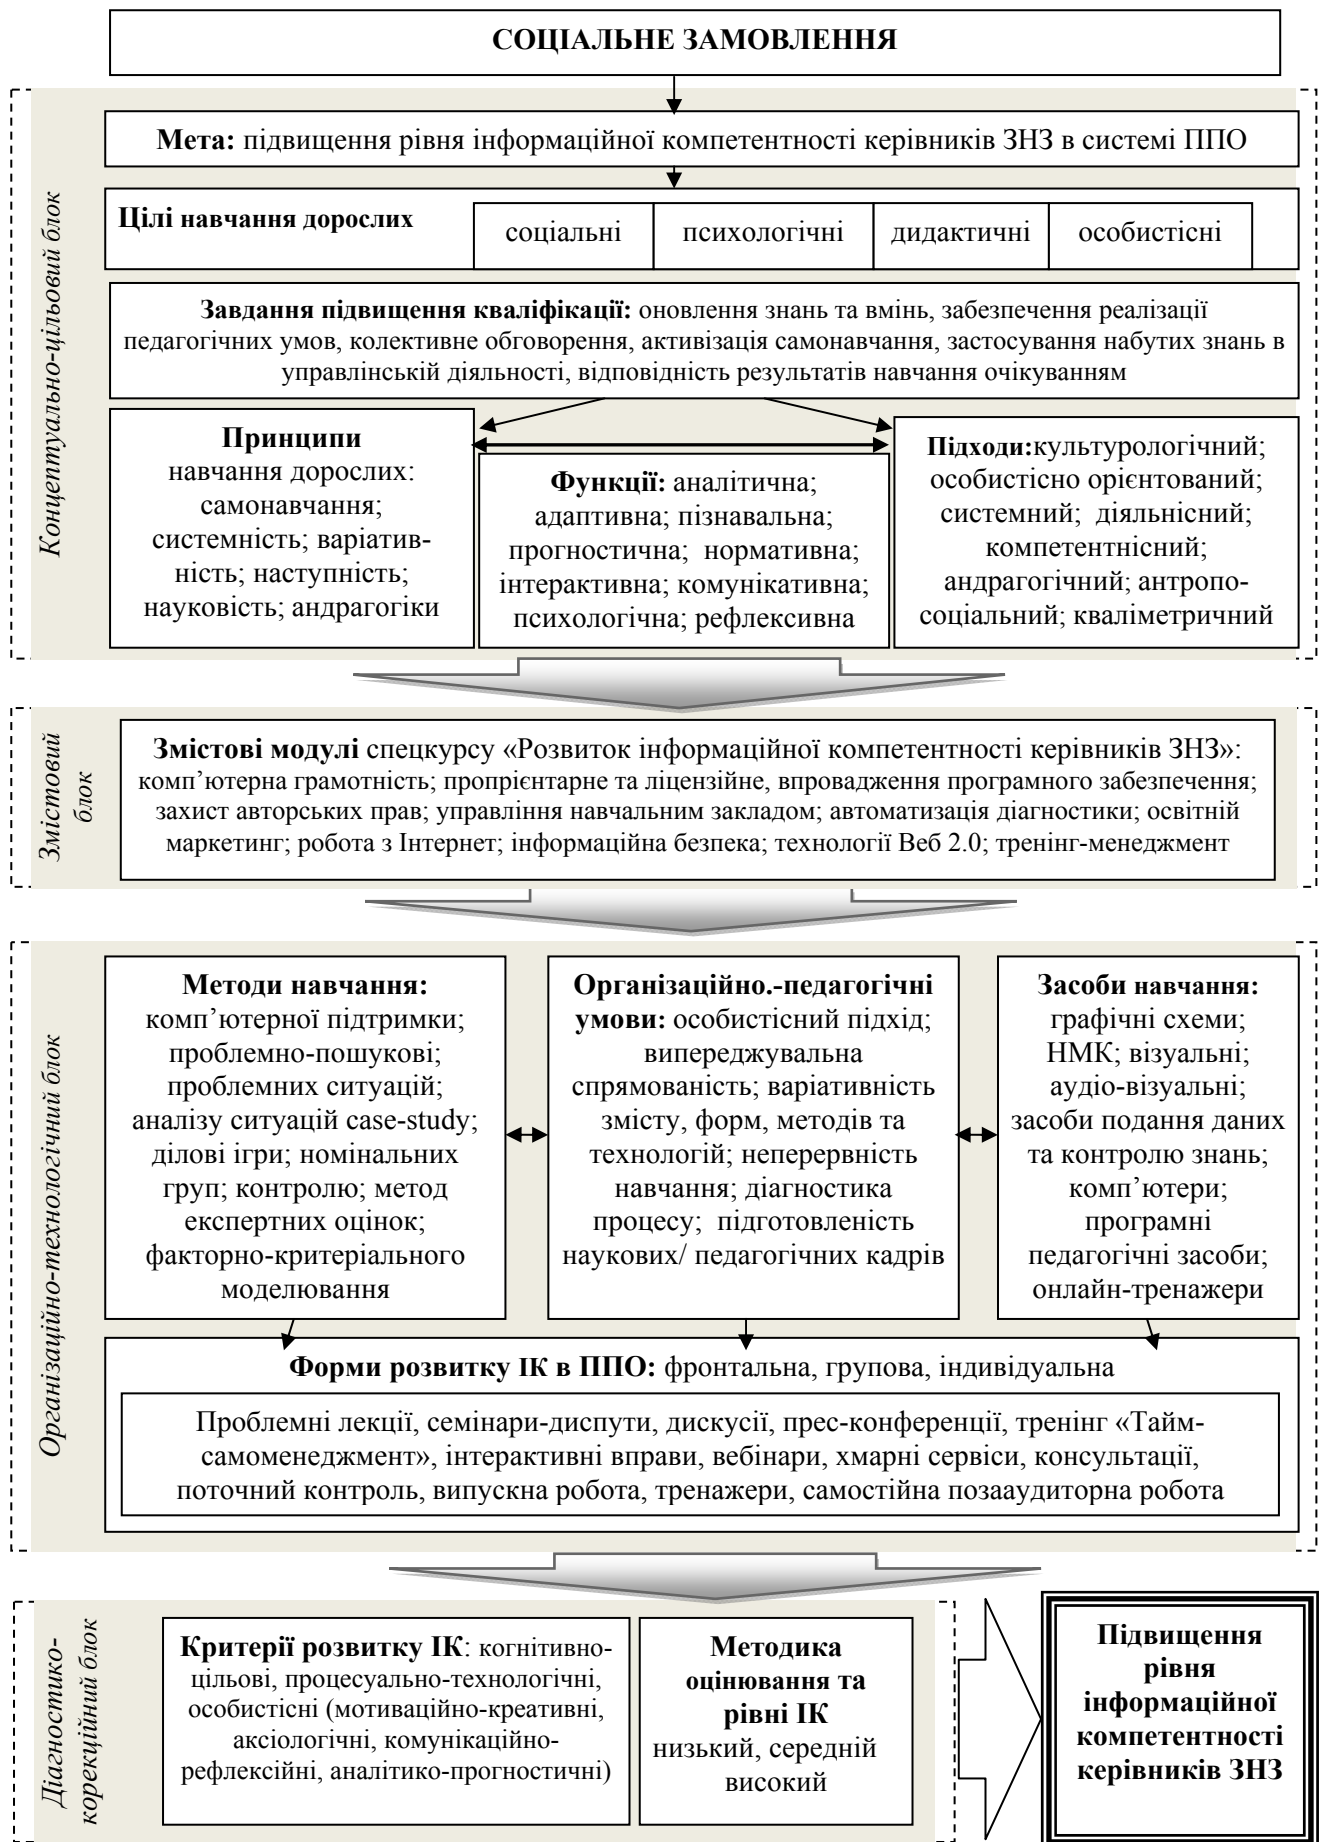 СОЦІАЛЬНЕ ЗАМОВЛЕННЯ
Концептуально-цільовий блок
Мета: підвищення рівня інформаційної компетентності керівників ЗНЗ в системі ППО
Цілі навчання дорослих
соціальні
психологічні
дидактичні
особистісні
Завдання підвищення кваліфікації: оновлення знань та вмінь, забезпечення реалізації
педагогічних умов, колективне обговорення, активізація самонавчання, застосування набутих знань в
управлінській діяльності, відповідність результатів навчання очікуванням
Принципи
навчання дорослих:
самонавчання;
системність; варіатив-
ність; наступність;
науковість; андрагогіки
Функції: аналітична;
адаптивна; пізнавальна;
прогностична; нормативна;
інтерактивна; комунікативна;
психологічна; рефлексивна
Підходи:культурологічний;
особистісно орієнтований;
системний; діяльнісний;
компетентнісний;
андрагогічний; антропо-
соціальний; кваліметричний
Змістовий
блок
Змістові модулі спецкурсу «Розвиток інформаційної компетентності керівників ЗНЗ»:
комп’ютерна грамотність; пропрієнтарне та ліцензійне, впровадження програмного забезпечення;
захист авторських прав; управління навчальним закладом; автоматизація діагностики; освітній
маркетинг; робота з Інтернет; інформаційна безпека; технології Веб 2.0; тренінг-менеджмент
Організаційно-технологічний блок
Методи навчання:
комп’ютерної підтримки;
проблемно-пошукові;
проблемних ситуацій;
аналізу ситуацій case-study;
ділові ігри; номінальних
груп; контролю; метод
експертних оцінок;
факторно-критеріального
моделювання
Організаційно.-педагогічні
умови: особистісний підхід;
випереджувальна
спрямованість; варіативність
змісту, форм, методів та
технологій; неперервність
навчання; діагностика
процесу; підготовленість
наукових/ педагогічних кадрів
Засоби навчання:
графічні схеми;
НМК; візуальні;
аудіо-візуальні;
засоби подання даних
та контролю знань;
комп’ютери;
програмні
педагогічні засоби;
онлайн-тренажери
Форми розвитку ІК в ППО: фронтальна, групова, індивідуальна
Проблемні лекції, семінари-диспути, дискусії, прес-конференції, тренінг «Тайм-
самоменеджмент», інтерактивні вправи, вебінари, хмарні сервіси, консультації,
поточний контроль, випускна робота, тренажери, самостійна позааудиторна робота
Діагностико-
корекційний блок
Критерії розвитку ІК: когнітивно-
цільові, процесуально-технологічні,
особистісні (мотиваційно-креативні,
аксіологічні, комунікаційно-
рефлексійні, аналітико-прогностичні)
Методика
оцінювання та
рівні ІК
низький, середній
високий
Підвищення
рівня
інформаційної
компетентності
керівників ЗНЗ